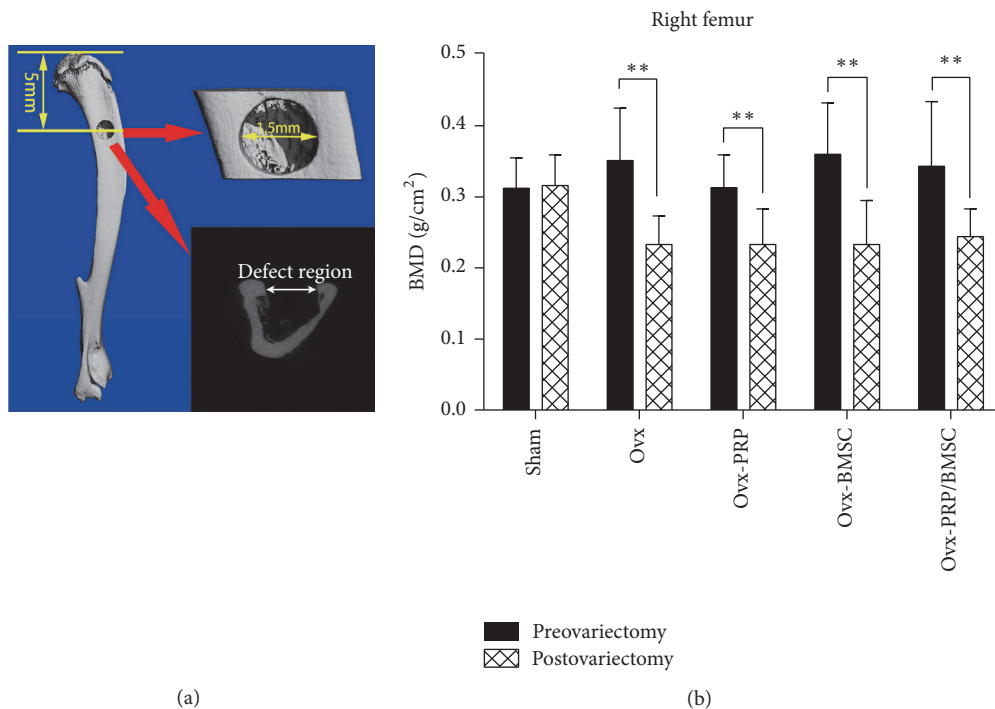 5mm
1.5mm
Defect region
(a)
Right femur
BMD (g/cm²)
0.5
0.4
0.3
0.2
0.1
0.0
**
**
**
**
Sham
Ovx
Ovx-PRP
Ovx-BMSC
Ovx-PRP/BMSC
Preovariectomy
Postovariectomy
(b)